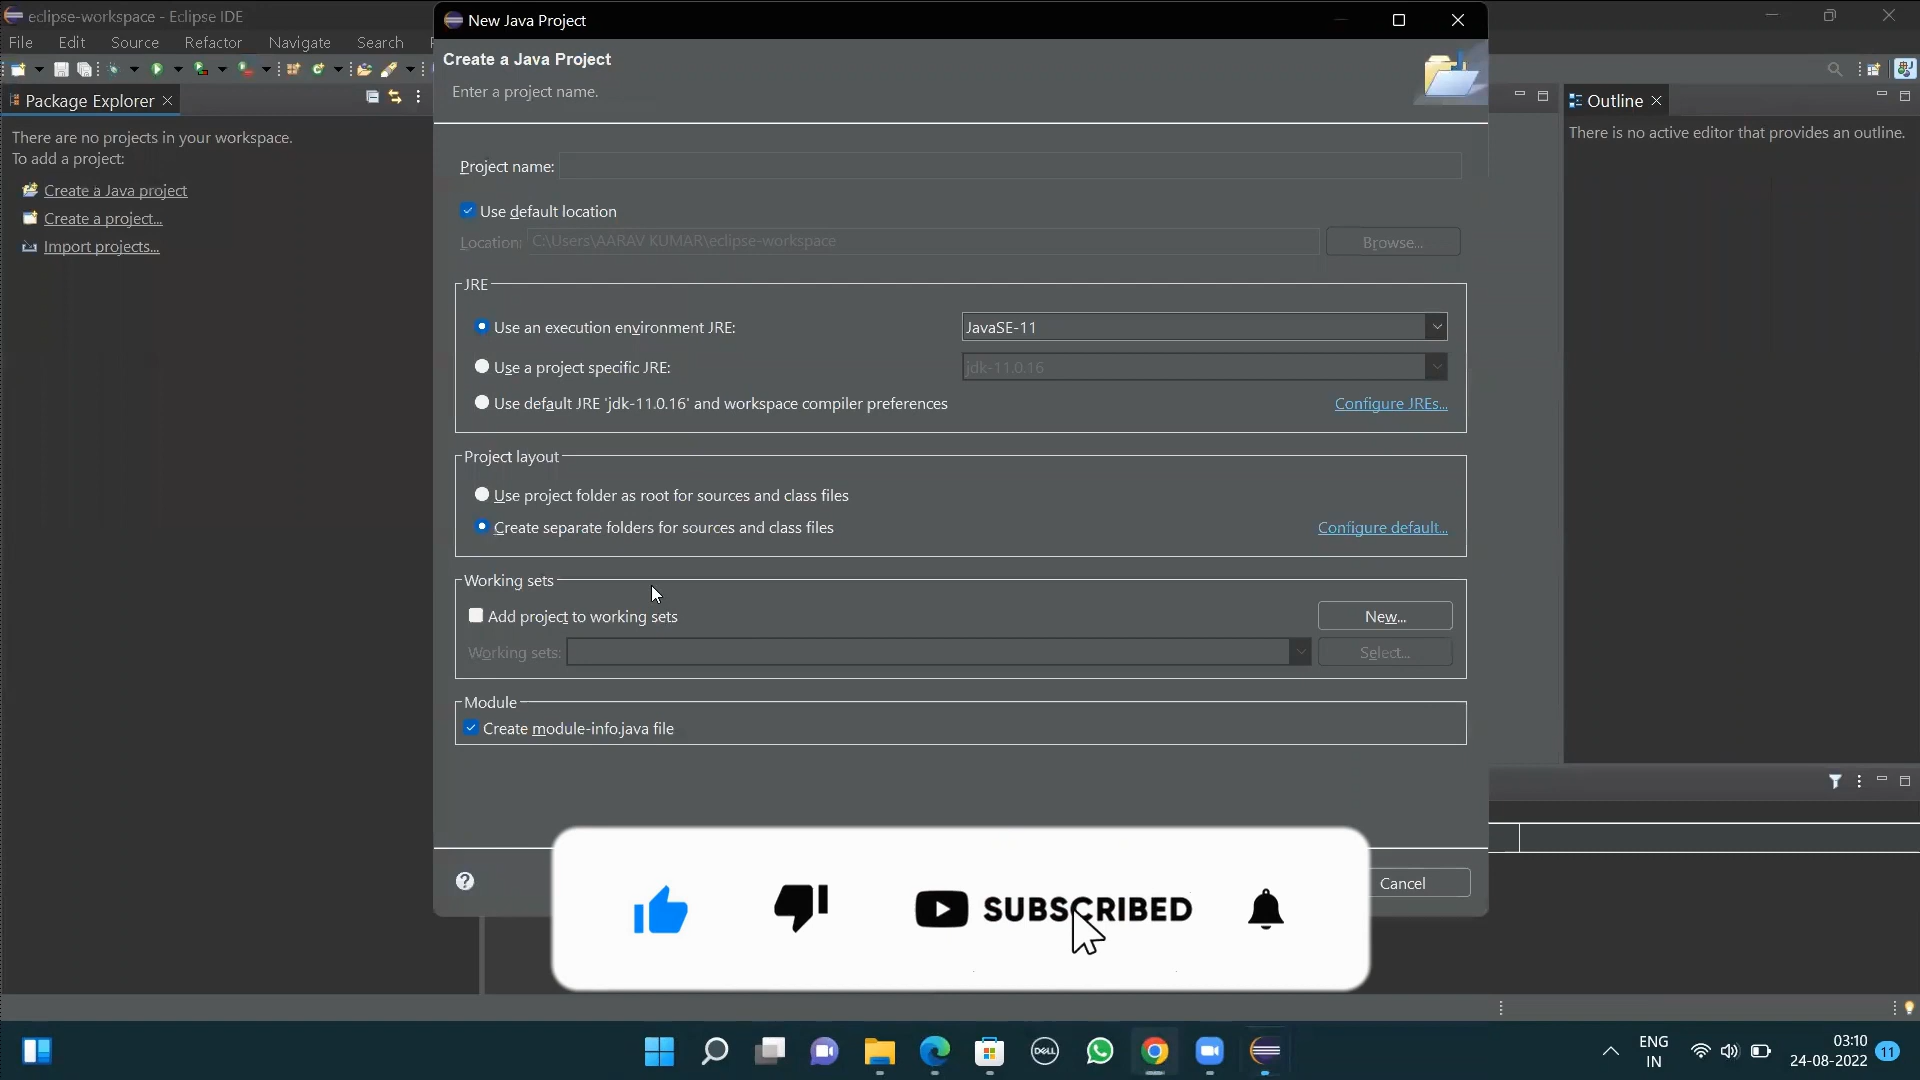 eclipse-workspace - Eclipse IDE
File Edit Source Refactor Navigate Search
Package Explorer
There are no projects in your workspace.
To add a project:
Create a Java project
Create a project...
Import projects...
New Java Project
Create a Java Project
Enter a project name.
Project name:
Use default location
Location: C:\Users\AARAV KUMAR\eclipse-workspace
Browse...
JRE
Use an execution environment JRE: JavaSE-11
Use a project specific JRE: jdk-11.0.16
Use default JRE 'jdk-11.0.16' and workspace compiler preferences Configure JREs...
Project layout
Use project folder as root for sources and class files
Create separate folders for sources and class files Configure default...
Working sets
Add project to working sets New...
Working sets: Select...
Module
Create module-info.java file
Cancel
SUBSCRIBED
Outline
There is no active editor that provides an outline.
DELL
ENG
IN
03:10
24-08-2022
11